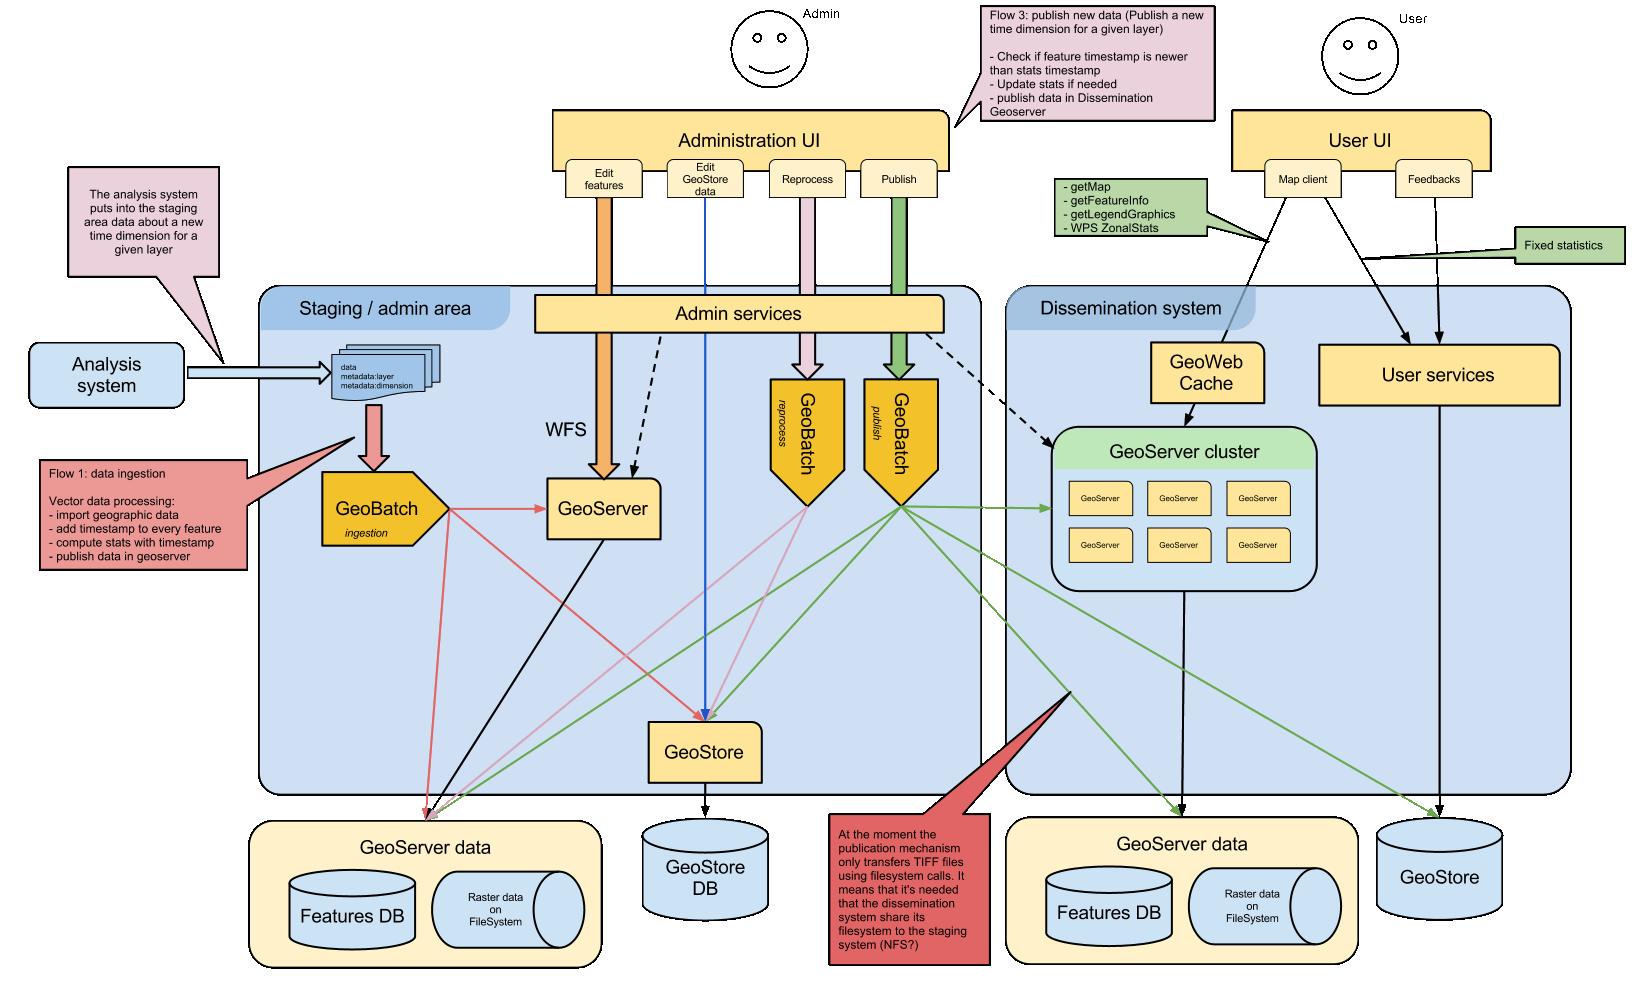 Admin
User
Flow 3: publish new data (Publish a new
time dimension for a given layer)
- Check if feature timestamp is newer
than stats timestamp
- Update stats if needed
- publish data in Dissemination
Geoserver
Administration UI
Edit
features
Edit
GeoStore
data
Reprocess
Publish
User UI
Map client
Feedbacks
The analysis system
puts into the staging
area data about a new
time dimension for a
given layer
- getMap
- getFeatureInfo
- getLegendGraphics
- WPS ZonalStats
Fixed statistics
Staging / admin area
Admin services
Dissemination system
Analysis
system
data
metadata:layer
metadata:dimension
GeoWeb
Cache
User services
WFS
GeoBatch
reprocess
GeoBatch
publish
GeoServer cluster
GeoServer
GeoServer
GeoServer
GeoServer
GeoServer
GeoServer
Flow 1: data ingestion
Vector data processing:
- import geographic data
- add timestamp to every feature
- compute stats with timestamp
- publish data in geoserver
GeoBatch
ingestion
GeoServer
GeoStore
GeoServer data
Features DB
Raster data
on
FileSystem
GeoStore
DB
At the moment the
publication mechanism
only transfers TIFF files
using filesystem calls. It
means that it's needed
that the dissemination
system share its
filesystem to the staging
system (NFS?)
GeoServer data
Features DB
Raster data
on
FileSystem
GeoStore